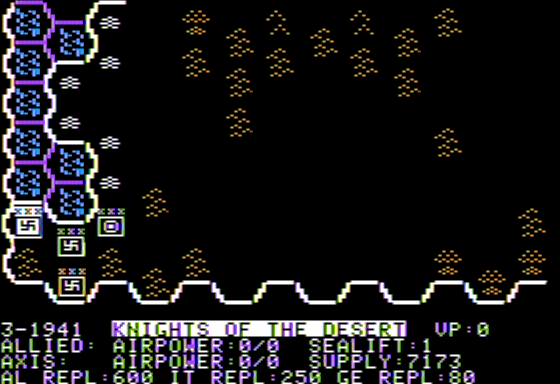 3-1941 KNIGHTS OF THE DESERT VP:0
ALLIED: AIRPOWER:0/0 SEALIFT:1
AXIS: AIRPOWER:0/0 SUPPLY:7173
AL REPL:600 IT REPL:250 GE REPL:80